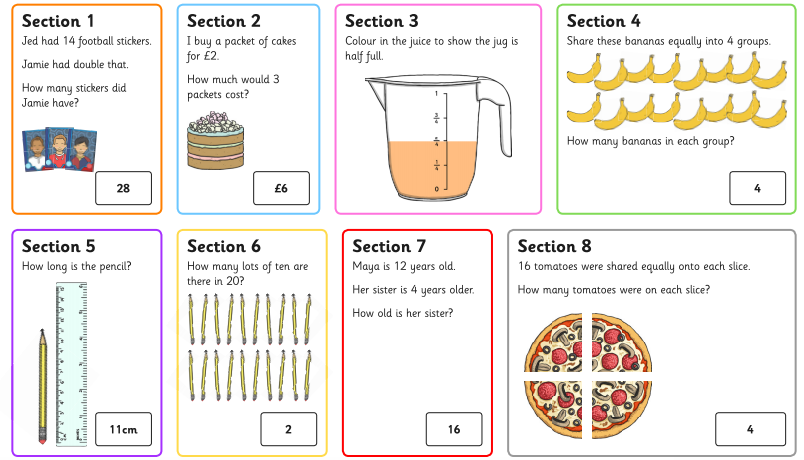 Section 1
Jed had 14 football stickers.
Jamie had double that.
How many stickers did
Jamie have?
28
Section 2
I buy a packet of cakes
for £2.
How much would 3
packets cost?
£6
Section 3
Colour in the juice to show the jug is
half full.
1
3/4
1/4
0
Section 4
Share these bananas equally into 4 groups.
How many bananas in each group?
4
Section 5
How long is the pencil?
11cm
Section 6
How many lots of ten are
there in 20?
2
Section 7
Maya is 12 years old.
Her sister is 4 years older.
How old is her sister?
16
Section 8
16 tomatoes were shared equally onto each slice.
How many tomatoes were on each slice?
4